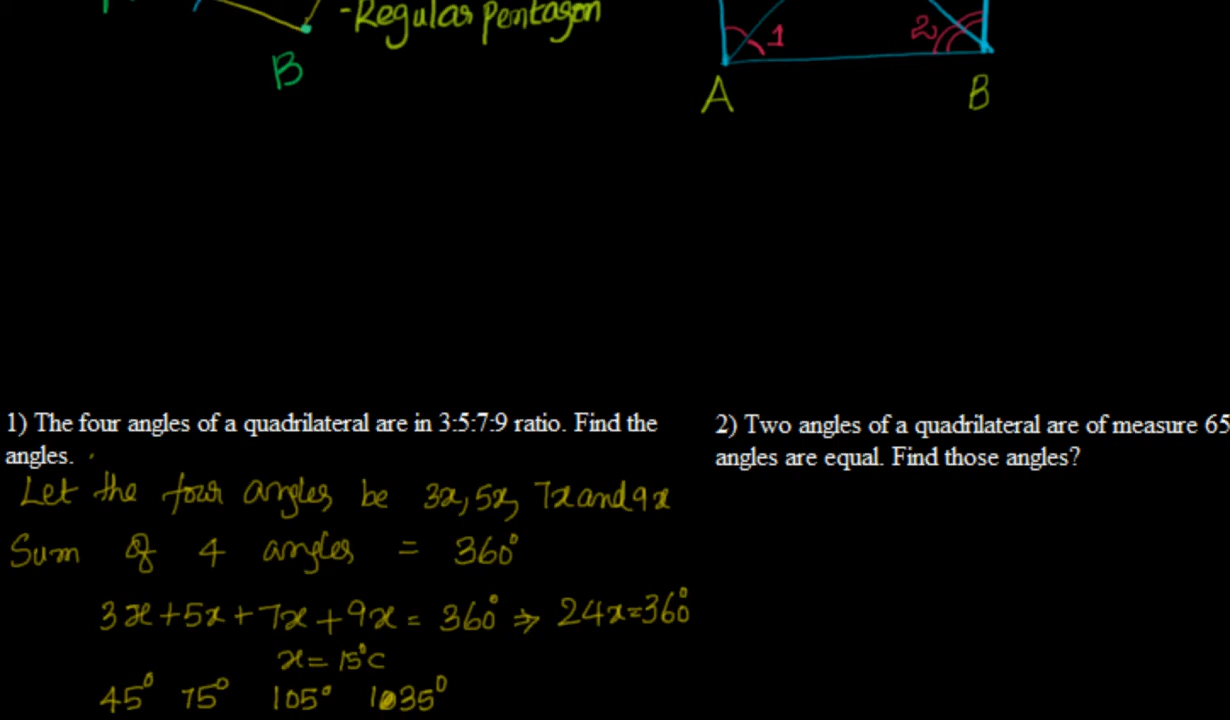 -Regular Pentagon
B
1
2
A
B
1) The four angles of a quadrilateral are in 3:5:7:9 ratio. Find the
angles.
Let the four angles be 3x, 5x, 7x and 9x
Sum of 4 angles = 360°
3x+5x+7x+9x = 360° ⇒ 24x=360°
x = 15°C
45° 75° 105° 1035°
2) Two angles of a quadrilateral are of measure 65
angles are equal. Find those angles?